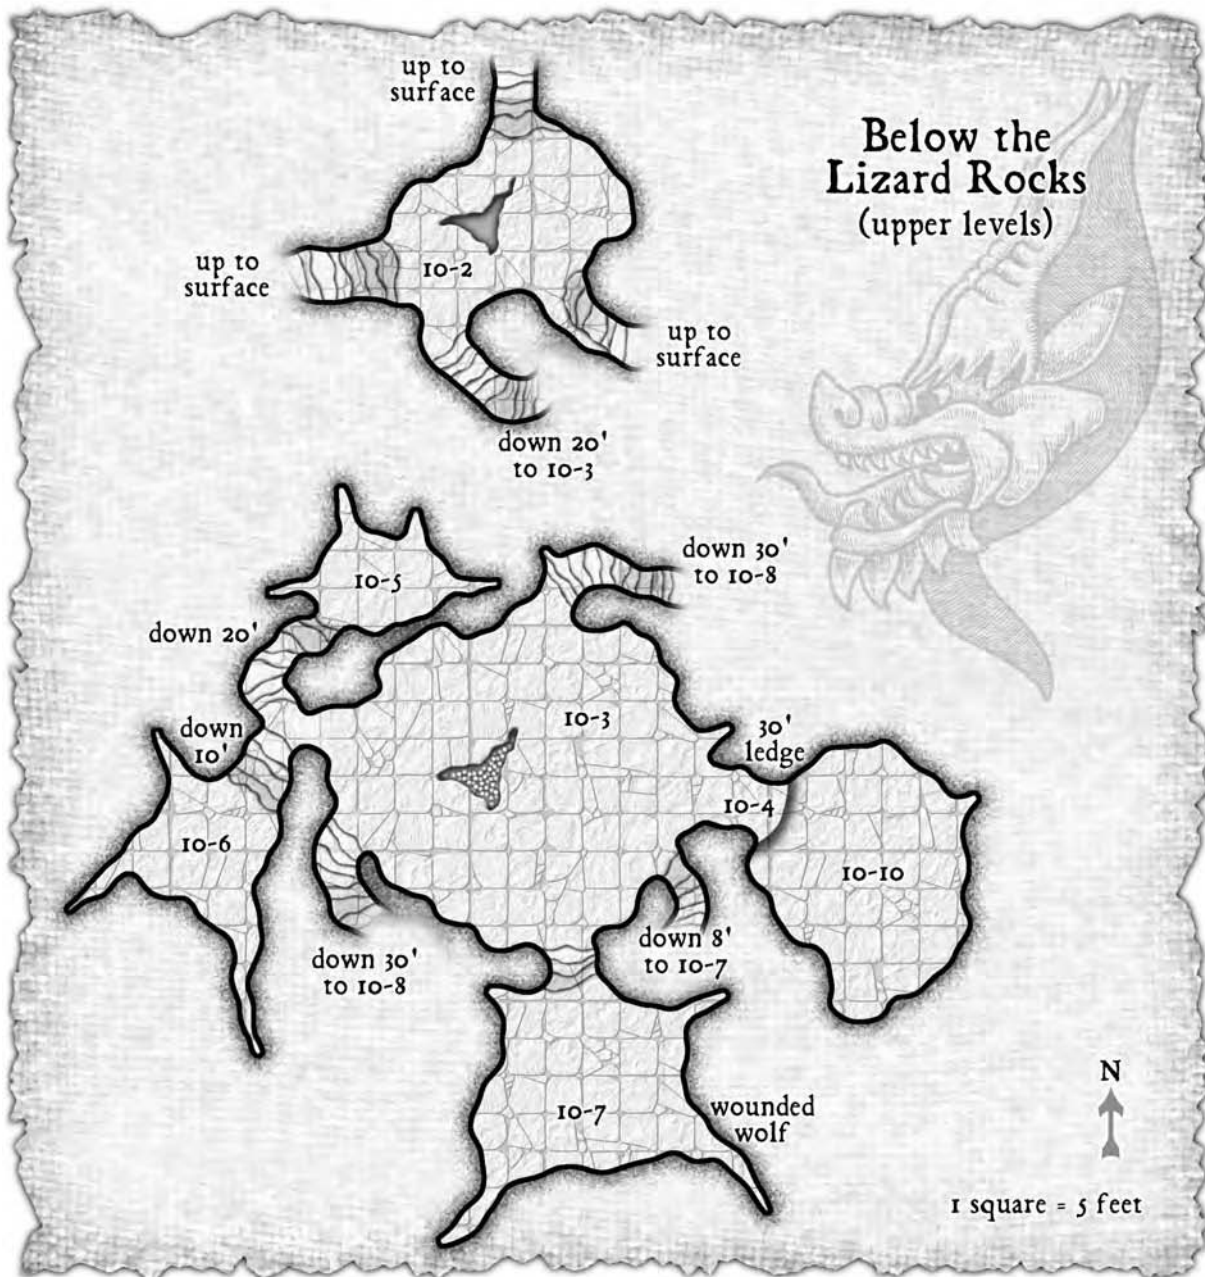 up to
surface
Below the
Lizard Rocks
(upper levels)
up to
surface
10-2
up to
surface
down 20'
to 10-3
10-5
down 30'
to 10-8
down 20'
10-3
down
10'
30'
ledge
10-4
10-6
10-10
down 30'
to 10-8
down 8'
to 10-7
10-7
wounded
wolf
N
1 square = 5 feet